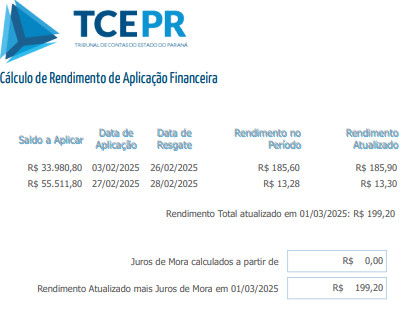 TCEPR
TRIBUNAL DE CONTAS DO ESTADO DO PARANÁ
Cálculo de Rendimento de Aplicação Financeira
Saldo a Aplicar Data de Aplicação Data de Resgate Rendimento no Período Rendimento Atualizado
R$ 33.980,80 03/02/2025 26/02/2025 R$ 185,60 R$ 185,90
R$ 55.511,80 27/02/2025 28/02/2025 R$ 13,28 R$ 13,30
Rendimento Total atualizado em 01/03/2025: R$ 199,20
Juros de Mora calculados a partir de R$ 0,00
Rendimento Atualizado mais Juros de Mora em 01/03/2025 R$ 199,20